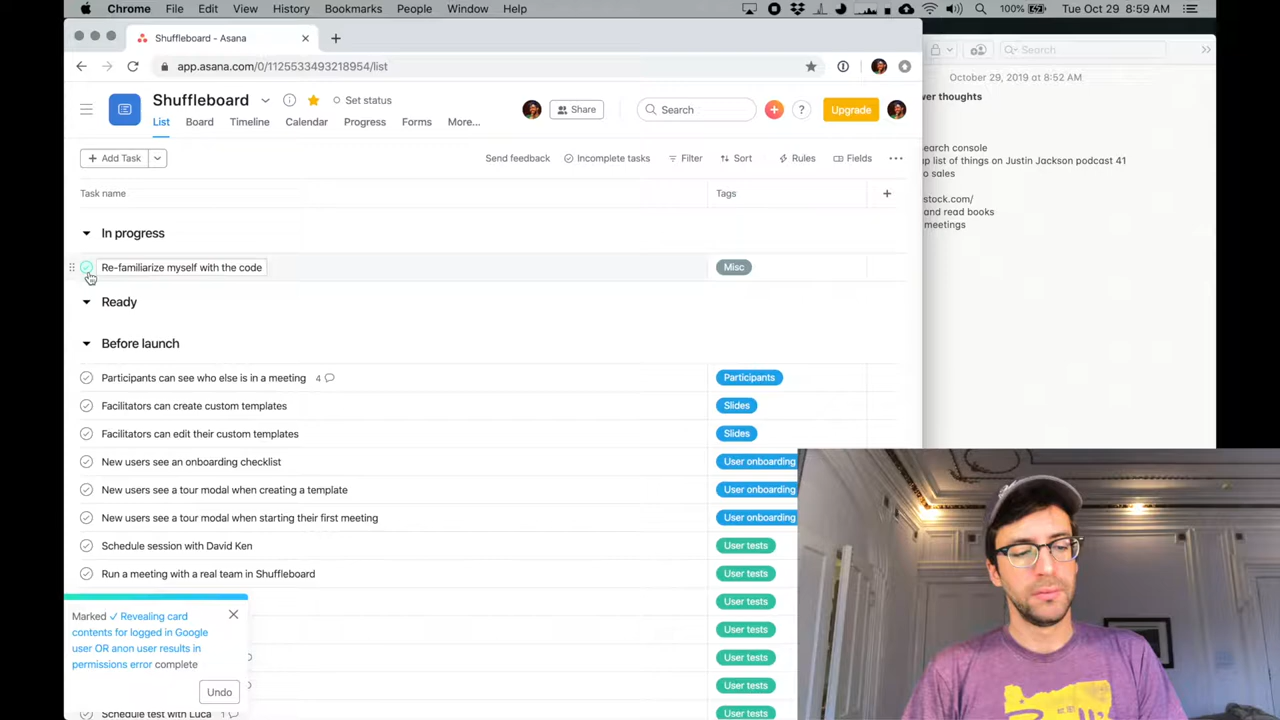 Chrome File Edit View History Bookmarks People Window Help 100% Tue Oct 29 8:59 AM
Shuffleboard - Asana
app.asana.com/0/1125533493218954/list
Search
October 29, 2019 at 8:52 AM
Shuffleboard Set status
Share Search ? Upgrade
List Board Timeline Calendar Progress Forms More...
wer thoughts
Add Task Send feedback Incomplete tasks Filter Sort Rules Fields
earch console
up list of things on Justin Jackson podcast 41
o sales
stock.com/
and read books
meetings
Task name Tags
In progress
Re-familiarize myself with the code Misc
Ready
Before launch
Participants can see who else is in a meeting 4 Participants
Facilitators can create custom templates Slides
Facilitators can edit their custom templates Slides
New users see an onboarding checklist User onboarding
New users see a tour modal when creating a template User onboarding
New users see a tour modal when starting their first meeting User onboarding
Schedule session with David Ken User tests
Run a meeting with a real team in Shuffleboard User tests
User tests
User tests
User tests
User tests
Marked ✓ Revealing card
contents for logged in Google
user OR anon user results in
permissions error complete
Undo
Schedule test with Luca 1